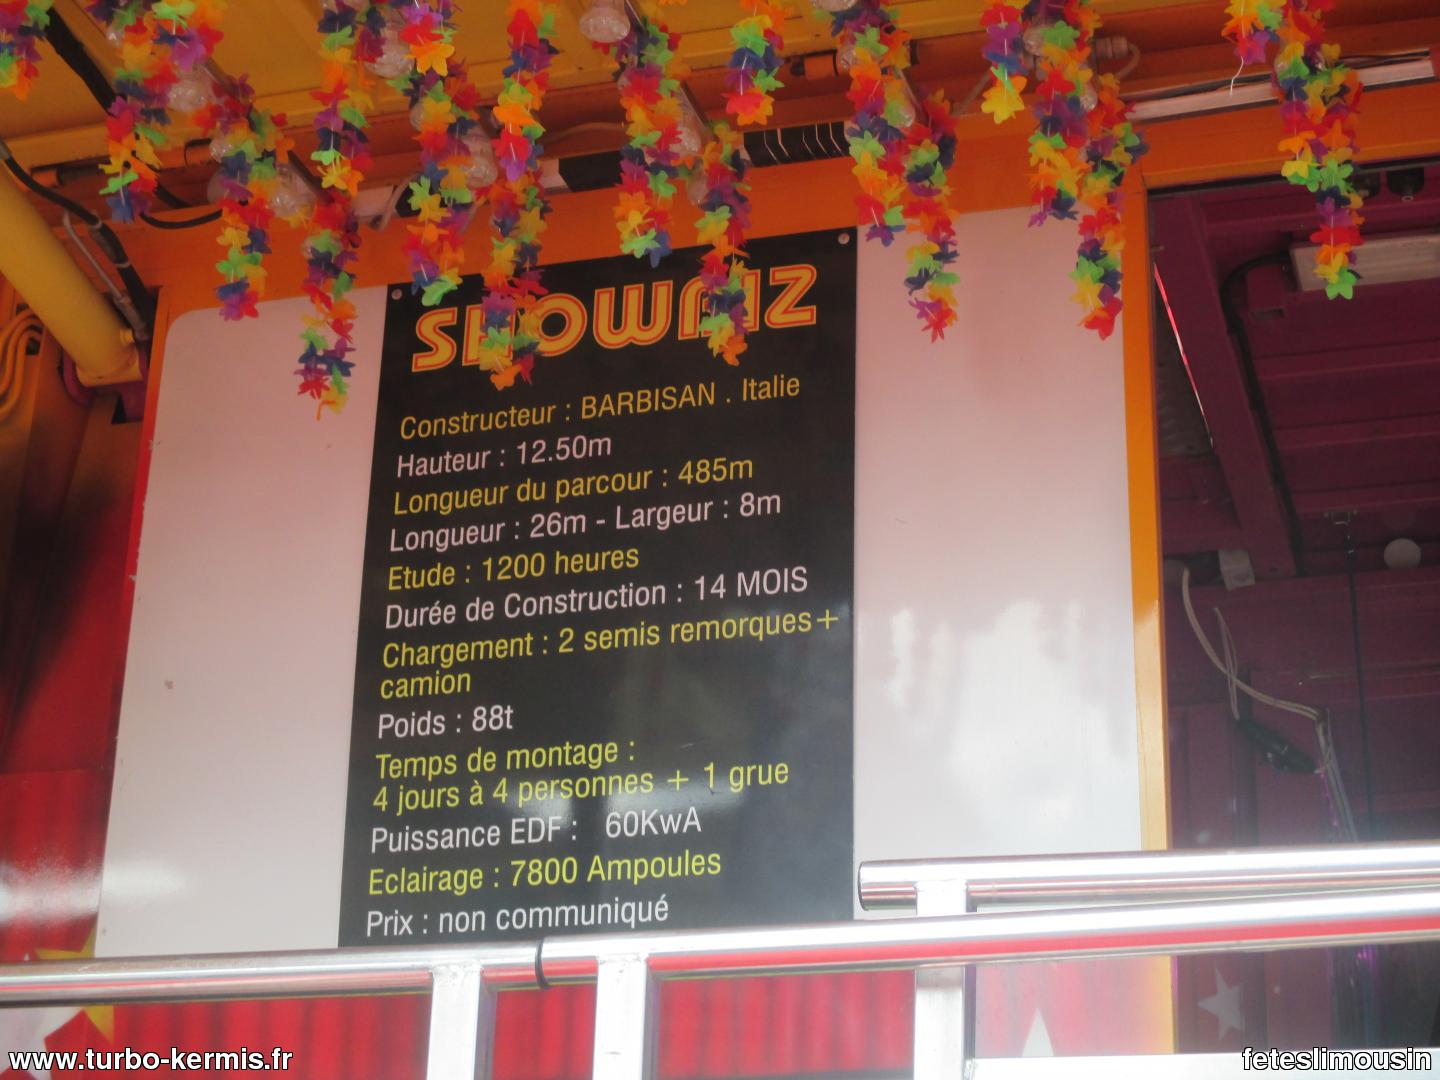 SHOWBIZ
Constructeur : BARBISAN . Italie
Hauteur : 12.50m
Longueur du parcour : 485m
Longueur : 26m - Largeur : 8m
Etude : 1200 heures
Durée de Construction : 14 MOIS
Chargement : 2 semis remorques+
camion
Poids : 88t
Temps de montage :
4 jours à 4 personnes + 1 grue
Puissance EDF : 60KwA
Eclairage : 7800 Ampoules
Prix : non communiqué
www.turbo-kermis.fr
feteslimousin